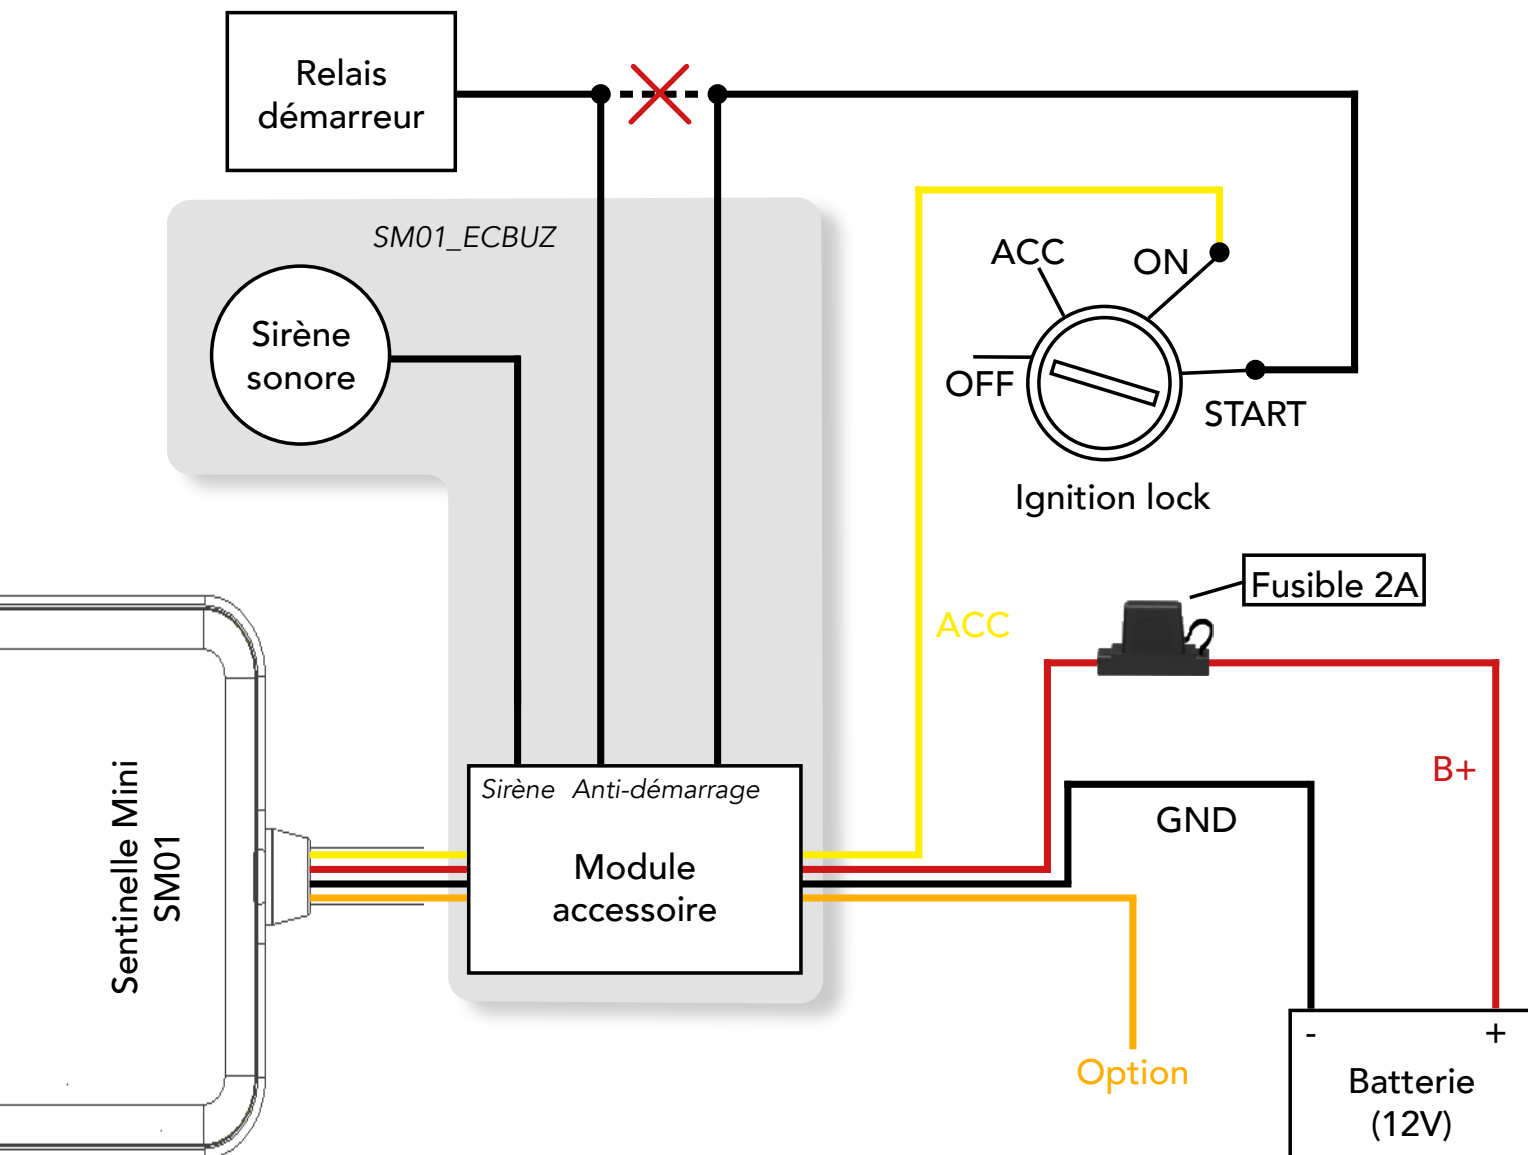 Relais
démarreur
SM01_ECBUZ
Sirène
sonore
ACC
ON
OFF
START
Ignition lock
Fusible 2A
ACC
B+
GND
Sirène
Anti-démarrage
Module
accessoire
Sentinelle Mini
SM01
Option
- +
Batterie
(12V)